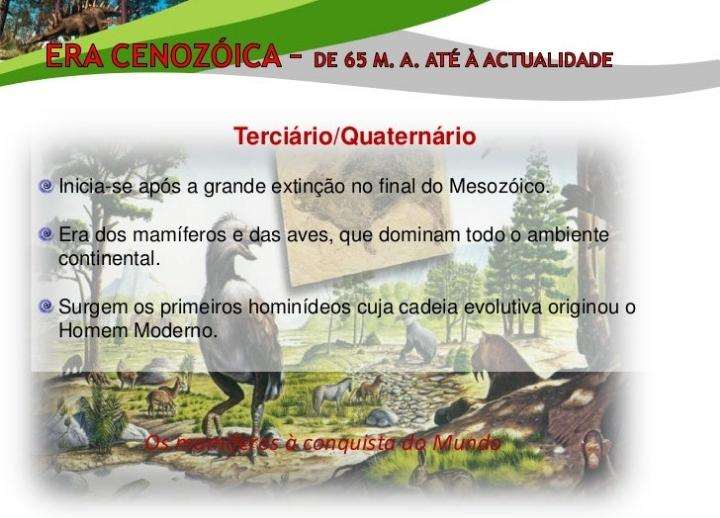 ERA CENOZÓICA – DE 65 M. A. ATÉ À ACTUALIDADE
Terciário/Quaternário
Inicia-se após a grande extinção no final do Mesozóico.
Era dos mamíferos e das aves, que dominam todo o ambiente
continental.
Surgem os primeiros hominídeos cuja cadeia evolutiva originou o
Homem Moderno.
Os mamíferos à conquista do Mundo